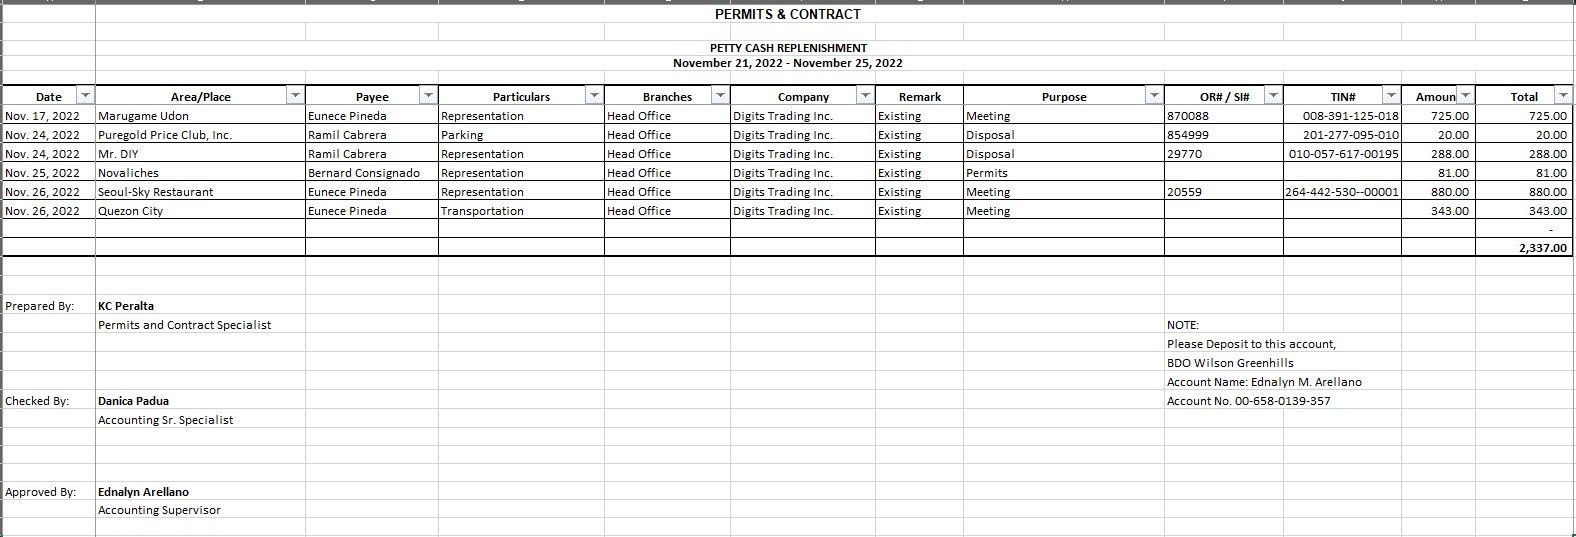 PERMITS & CONTRACT
PETTY CASH REPLENISHMENT
November 21, 2022 - November 25, 2022
Date Area/Place Payee Particulars Branches Company Remark Purpose OR# / SI# TIN# Amoun Total
Nov. 17, 2022 Marugame Udon Eunece Pineda Representation Head Office Digits Trading Inc. Existing Meeting 870088 008-391-125-018 725.00 725.00
Nov. 24, 2022 Puregold Price Club, Inc. Ramil Cabrera Parking Head Office Digits Trading Inc. Existing Disposal 854999 201-277-095-010 20.00 20.00
Nov. 24, 2022 Mr. DIY Ramil Cabrera Representation Head Office Digits Trading Inc. Existing Disposal 29770 010-057-617-00195 288.00 288.00
Nov. 25, 2022 Novaliches Bernard Consignado Representation Head Office Digits Trading Inc. Existing Permits 81.00 81.00
Nov. 26, 2022 Seoul-Sky Restaurant Eunece Pineda Representation Head Office Digits Trading Inc. Existing Meeting 20559 264-442-530--00001 880.00 880.00
Nov. 26, 2022 Quezon City Eunece Pineda Transportation Head Office Digits Trading Inc. Existing Meeting 343.00 343.00
-
2,337.00
Prepared By: KC Peralta
Permits and Contract Specialist
NOTE:
Please Deposit to this account,
BDO Wilson Greenhills
Account Name: Ednalyn M. Arellano
Account No. 00-658-0139-357
Checked By: Danica Padua
Accounting Sr. Specialist
Approved By: Ednalyn Arellano
Accounting Supervisor